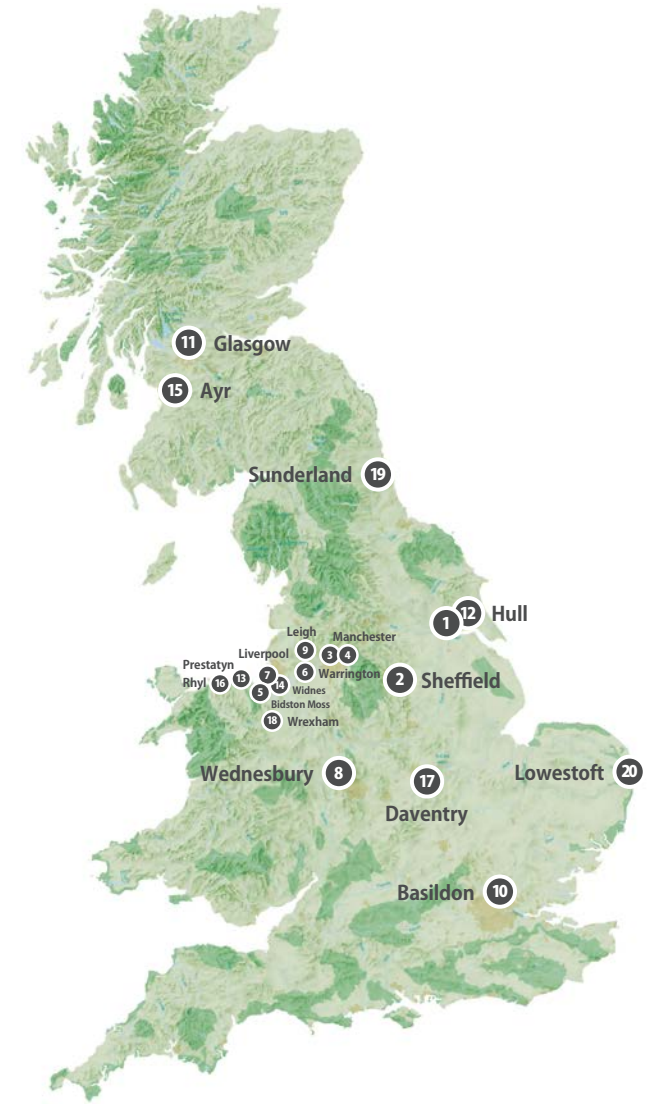 11 Glasgow
15 Ayr
Sunderland 19
12 Hull
1
Leigh
Manchester
9
3 4
Liverpool
Prestatyn
6 Warrington
13
7
Rhyl 16
14 Widnes
5
2 Sheffield
Bidston Moss
18 Wrexham
Wednesbury 8
17
Daventry
Lowestoft 20
Basildon 10